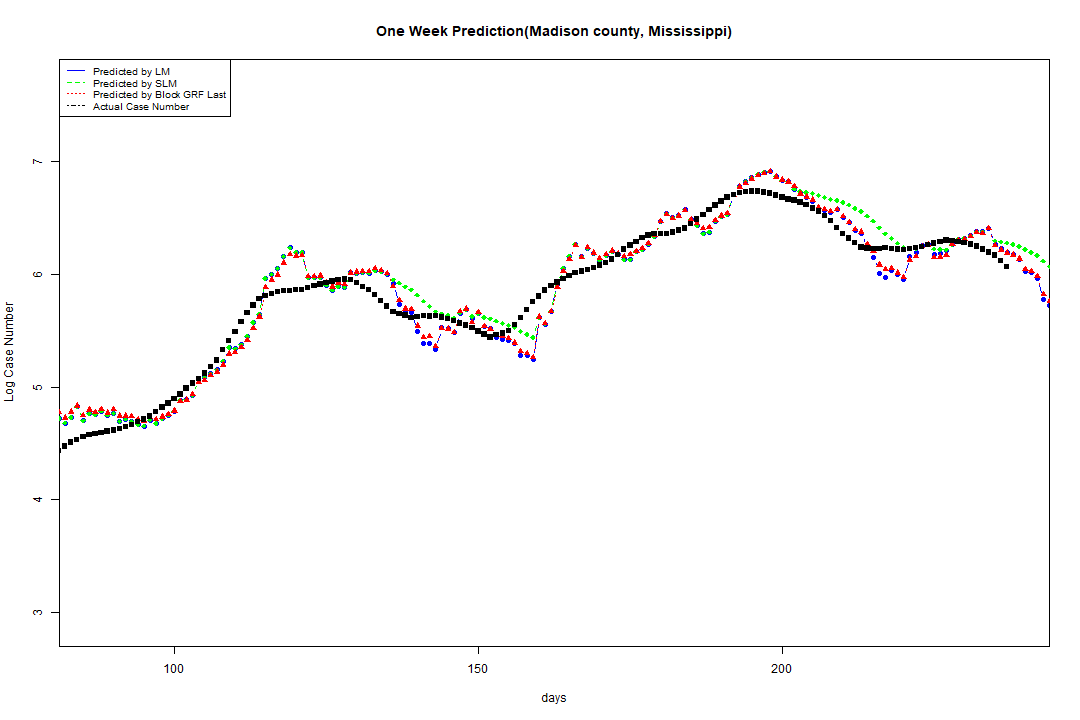 One Week Prediction(Madison county, Mississippi)
Predicted by LM
Predicted by SLM
Predicted by Block GRF Last
Actual Case Number
7
6
5
4
3
Log Case Number
100 150 200
days